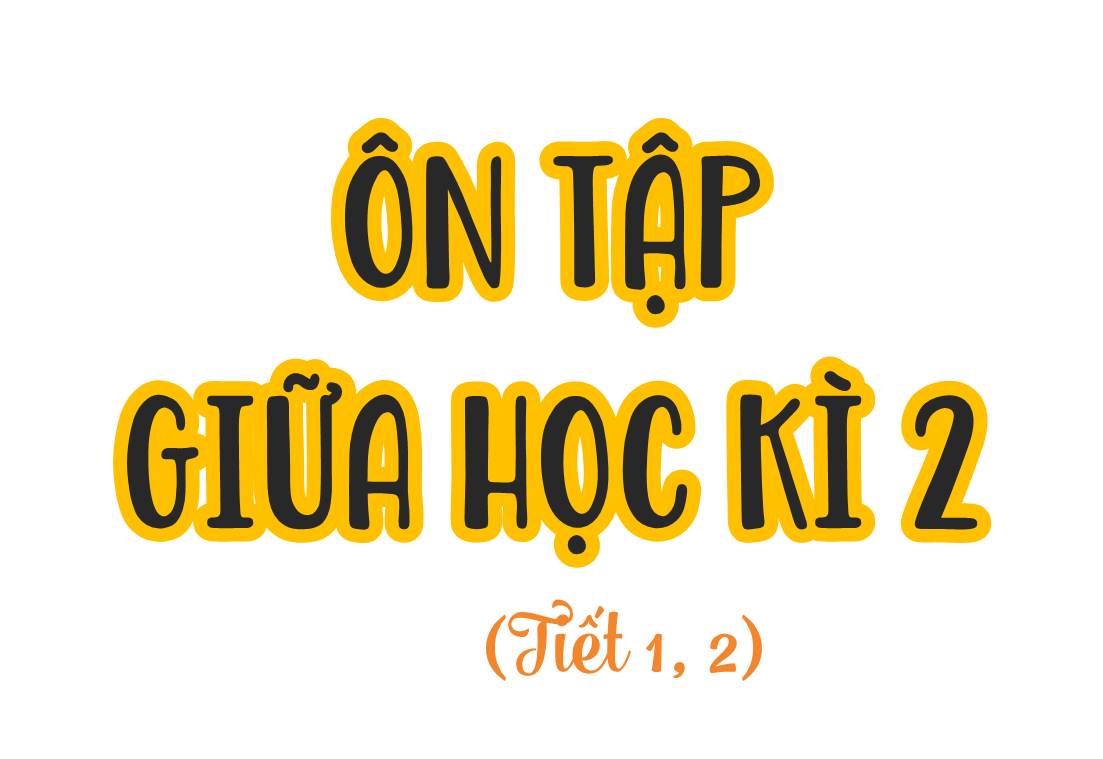 ÔN TẬP
GIỮA HỌC KÌ 2
(Tiết 1, 2)